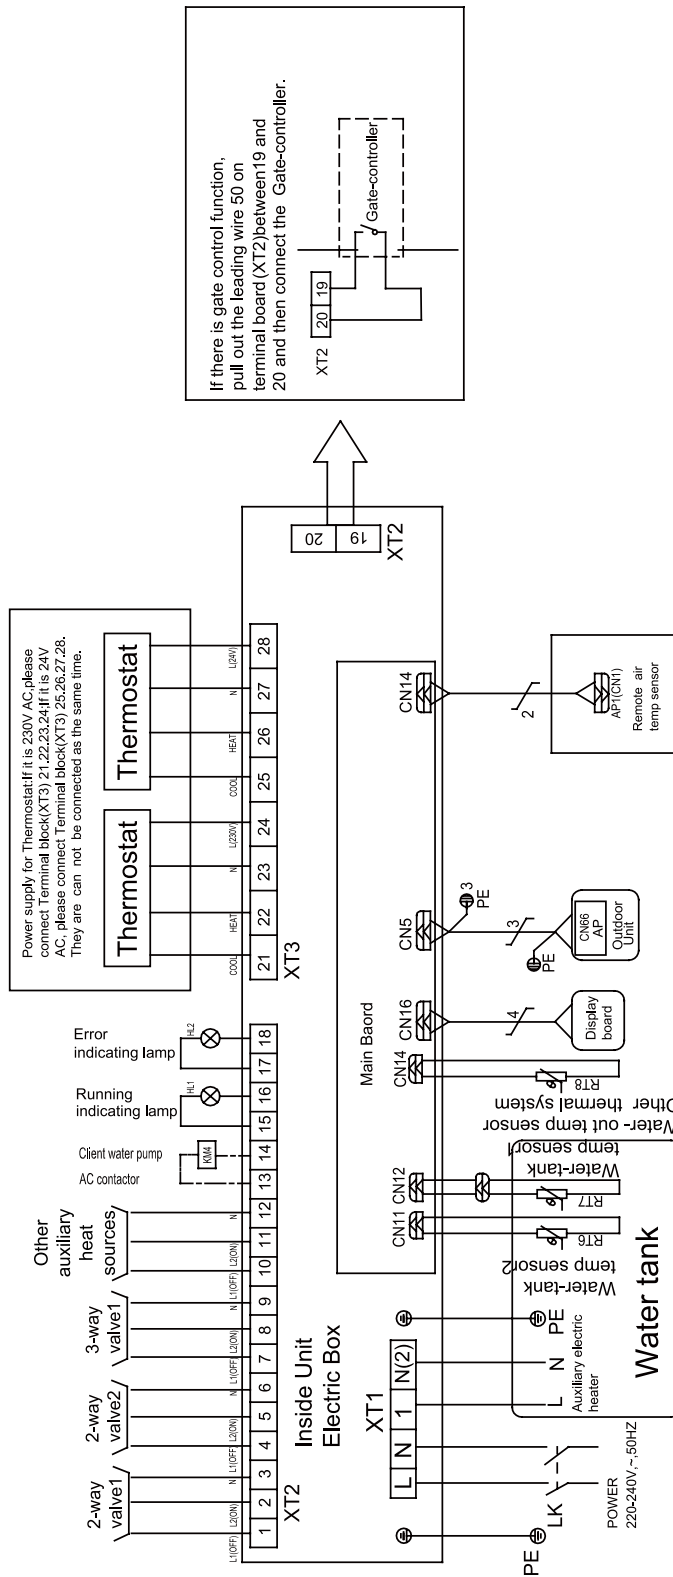 If there is gate control function,
pull out the leading wire 50 on
terminal board(XT2)between19 and
20 and then connect the Gate-controller.
Gate-controller
20 19
XT2
Power supply for Thermostat:If it is 230V AC,please
connect Terminal block(XT3) 21.22.23.24;If it is 24V
AC, please connect Terminal block(XT3) 25.26.27.28.
They are can not be connected as the same time.
Thermostat
Thermostat
COOL HEAT N L(230V) COOL HEAT N L(24V)
21 22 23 24 25 26 27 28
XT3
20 19
XT2
2-way
valve1
2-way
valve2
3-way
valve1
Other
auxiliary
heat
sources
AC contactor
Client water pump
KM4
Running
indicating lamp
HL1
Error
indicating lamp
HL2
L1(OFF) L2(ON) N L1(OFF) L2(ON) N L1(OFF) L2(ON) N L1(OFF) L2(ON) N
1 2 3 4 5 6 7 8 9 10 11 12 13 14 15 16 17 18
XT2
Inside Unit
Electric Box
XT1
L N 1 N(2)
Main Baord
CN11
CN12
CN14
CN16
CN5
CN14
PE
LK
POWER
220-240V,~,50HZ
L
N
PE
Auxiliary electric
heater
Water tank
Water-tank
temp sensor2
RT6
Water-tank
temp sensor1
RT7
Water- out temp sensor
Other thermal system
RT8
4
Display
board
3
PE
3
PE
CN66
AP
Outdoor
Unit
2
AP1(CN1)
Remote air
temp sensor